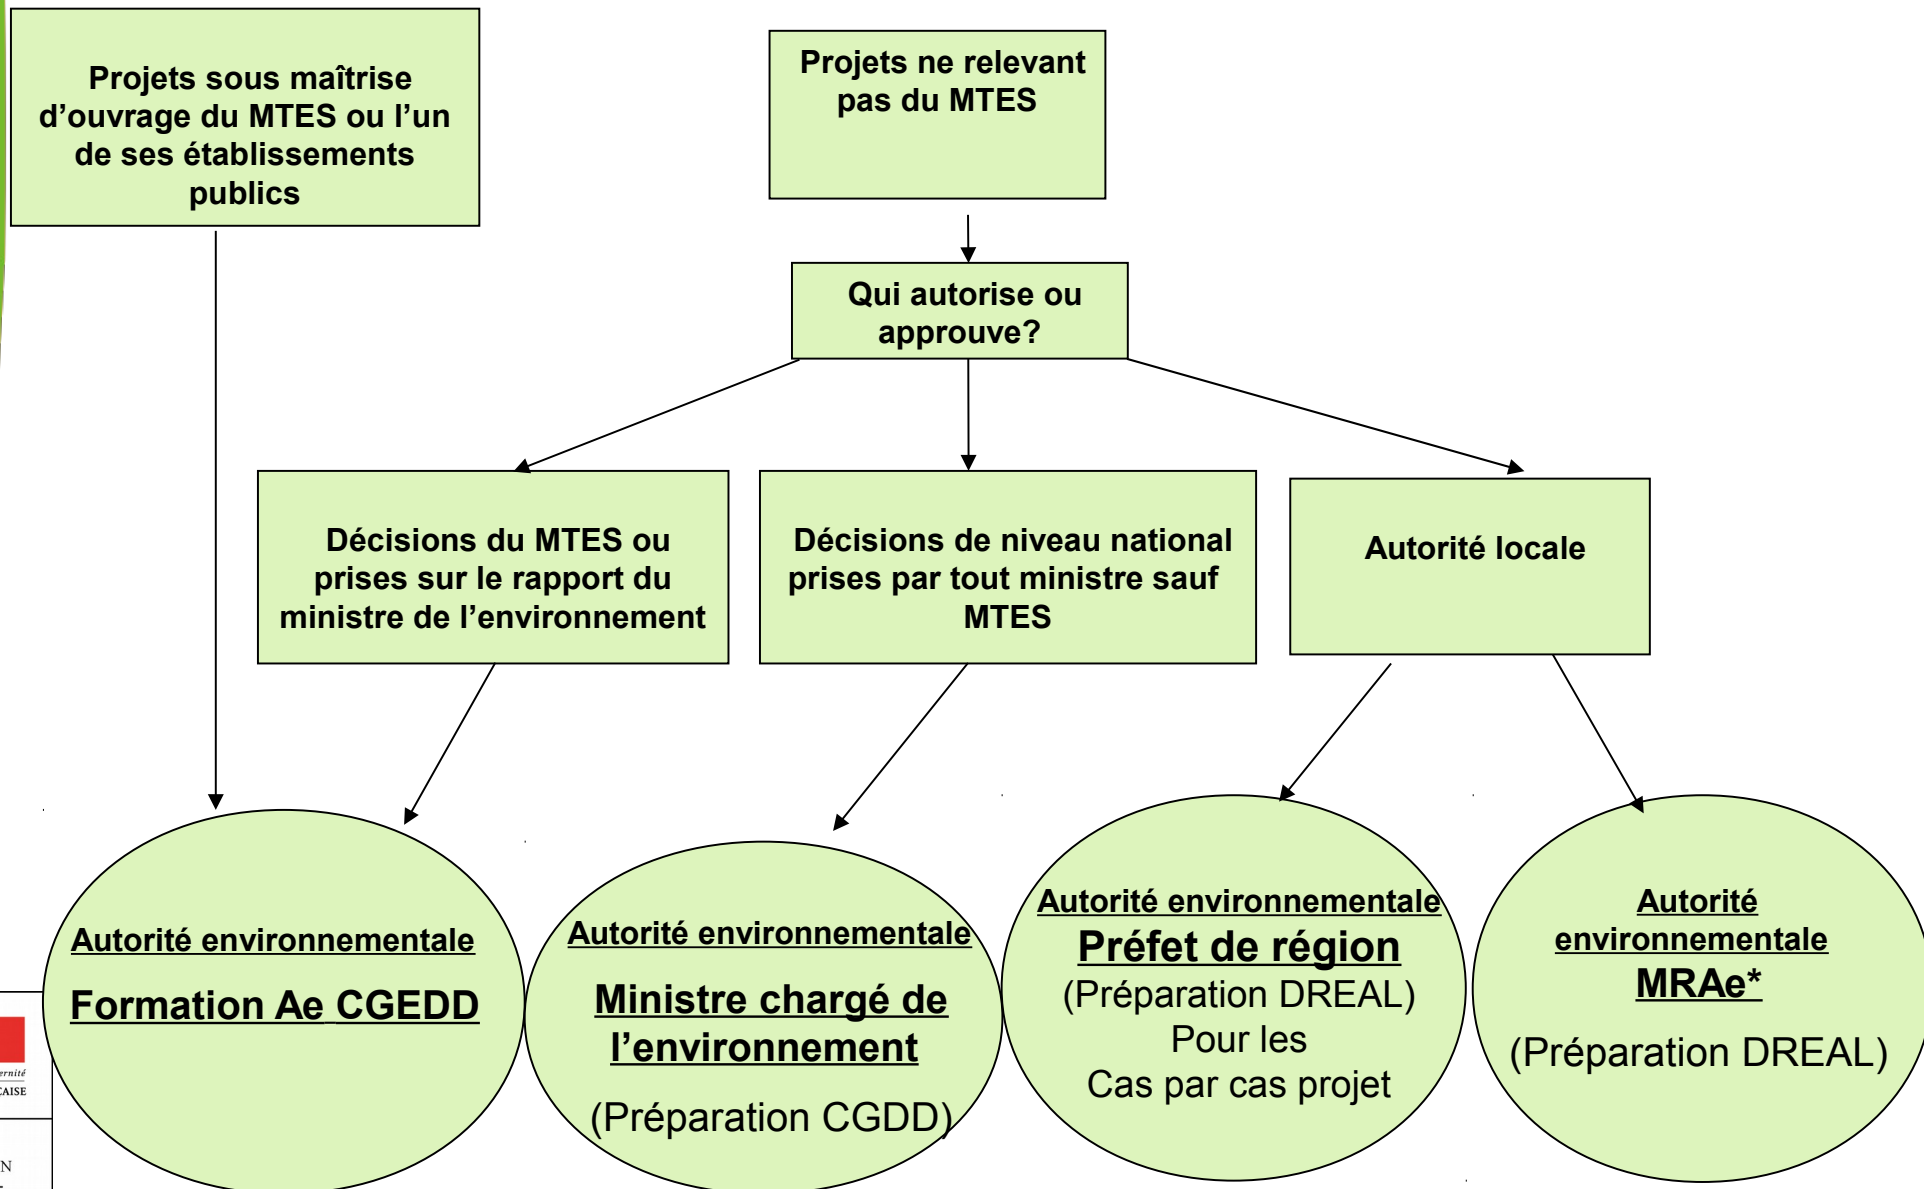 Projets sous maîtrise
d’ouvrage du MTES ou l’un
de ses établissements
publics
Projets ne relevant
pas du MTES
Qui autorise ou
approuve?
Décisions du MTES ou
prises sur le rapport du
ministre de l’environnement
Décisions de niveau national
prises par tout ministre sauf
MTES
Autorité locale
Autorité environnementale
Formation Ae CGEDD
Autorité environnementale
Ministre chargé de
l’environnement
(Préparation CGDD)
Autorité environnementale
Préfet de région
(Préparation DREAL)
Pour les
Cas par cas projet
Autorité
environnementale
MRAe*
(Préparation DREAL)